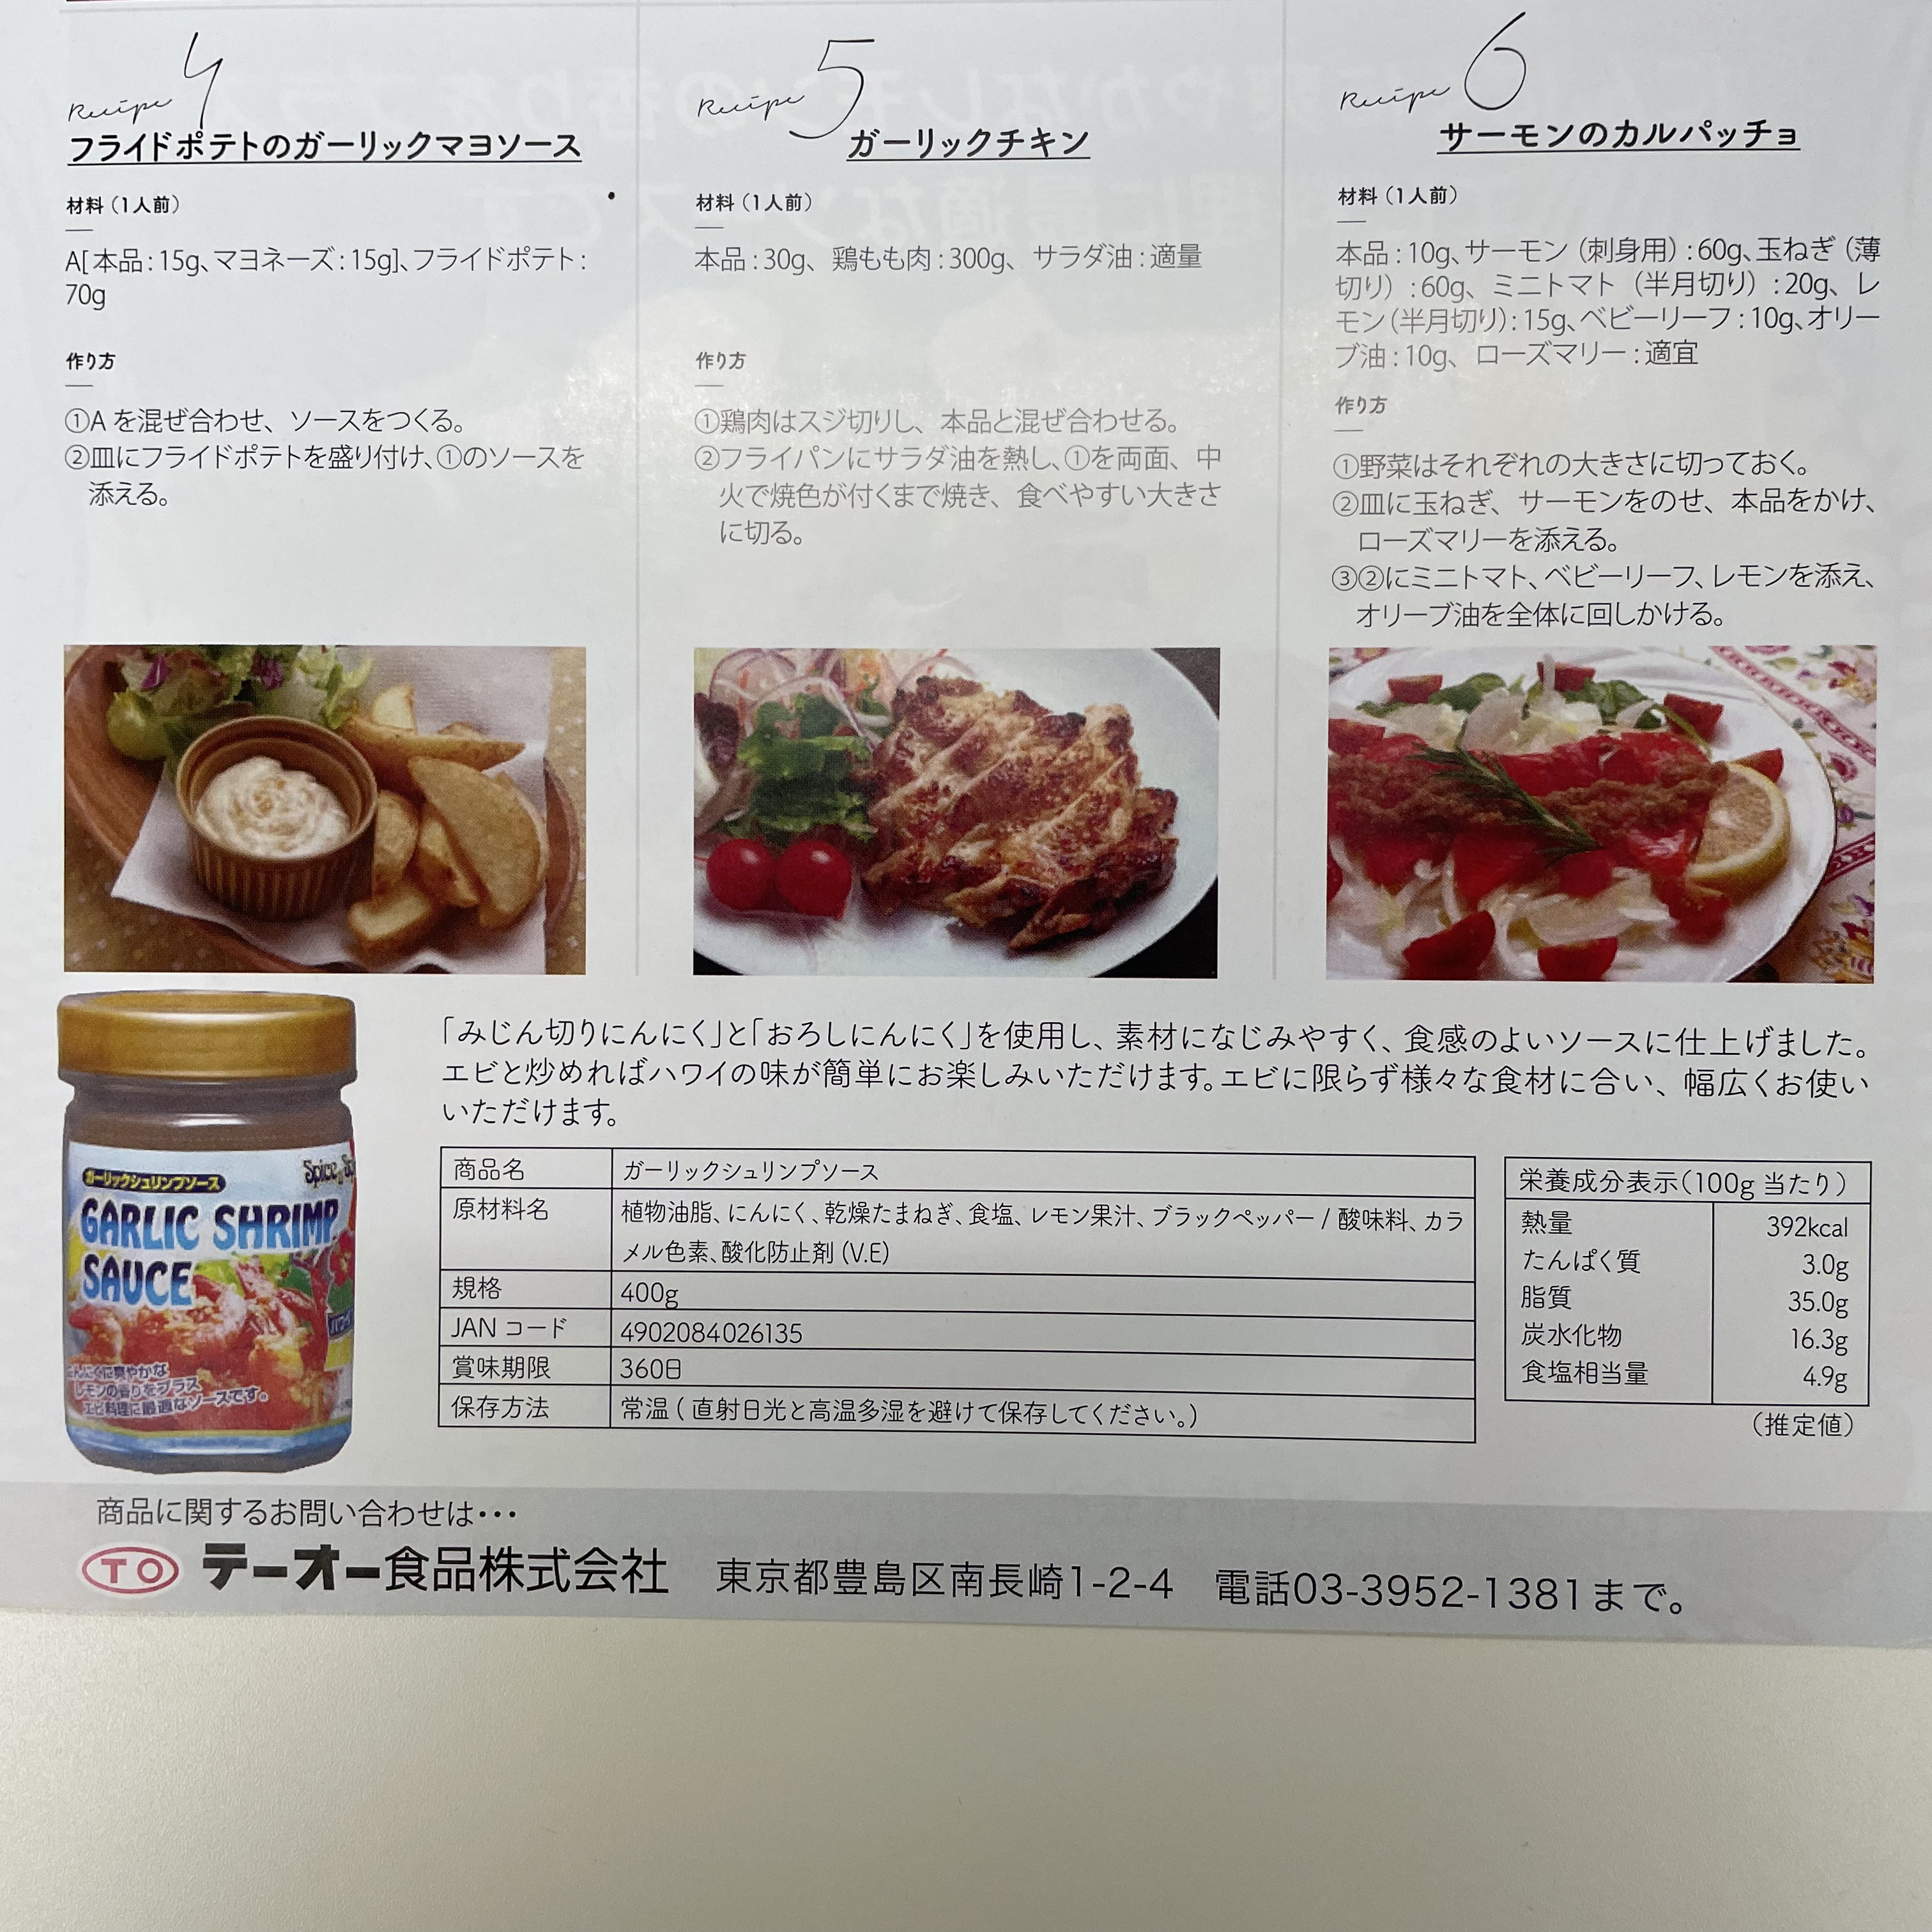 Recipe 4
フライドポテトのガーリックマヨソース
材料（1人前）
A[本品:15g、マヨネーズ:15g]、フライドポテト:
70g
作り方
①Aを混ぜ合わせ、ソースをつくる。
②皿にフライドポテトを盛り付け、①のソースを
添える。
Recipe 5
ガーリックチキン
材料（1人前）
本品:30g、鶏もも肉:300g、サラダ油:適量
作り方
①鶏肉はスジ切りし、本品と混ぜ合わせる。
②フライパンにサラダ油を熱し、①を両面、中
火で焼色が付くまで焼き、食べやすい大きさ
に切る。
Recipe 6
サーモンのカルパッチョ
材料（1人前）
本品:10g、サーモン（刺身用）:60g、玉ねぎ（薄
切り）:60g、ミニトマト（半月切り）:20g、レ
モン（半月切り）:15g、ベビーリーフ:10g、オリー
ブ油:10g、ローズマリー:適宜
作り方
①野菜はそれぞれの大きさに切っておく。
②皿に玉ねぎ、サーモンをのせ、本品をかけ、
ローズマリーを添える。
③②にミニトマト、ベビーリーフ、レモンを添え、
オリーブ油を全体に回しかける。
ガーリックシュリンプソース
GARLIC SHRIMP
SAUCE
レモンの香りをプラス
エビ料理に最適なソースです。
「みじん切りにんにく」と「おろしにんにく」を使用し、素材になじみやすく、食感のよいソースに仕上げました。
エビと炒めればハワイの味が簡単にお楽しみいただけます。エビに限らず様々な食材に合い、幅広くお使い
いただけます。
商品名 ガーリックシュリンプソース
原材料名 植物油脂、にんにく、乾燥たまねぎ、食塩、レモン果汁、ブラックペッパー / 酸味料、カラ
メル色素、酸化防止剤 (V.E)
規格 400g
JANコード 4902084026135
賞味期限 360日
保存方法 常温 ( 直射日光と高温多湿を避けて保存してください。)
栄養成分表示（100g 当たり）
熱量 392kcal
たんぱく質 3.0g
脂質 35.0g
炭水化物 16.3g
食塩相当量 4.9g
（推定値）
商品に関するお問い合わせは・・・
TO テーオー食品株式会社 東京都豊島区南長崎1-2-4 電話03-3952-1381まで。